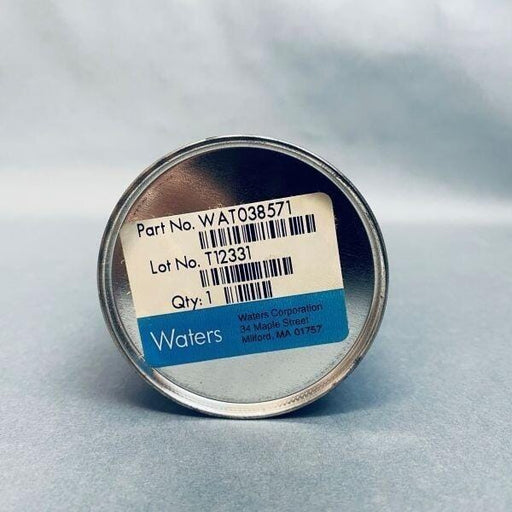 Part No. WAT038571
Lot No. T12331
Qty: 1
Waters
Waters Corporation
34 Maple Street
Milford, MA 01757